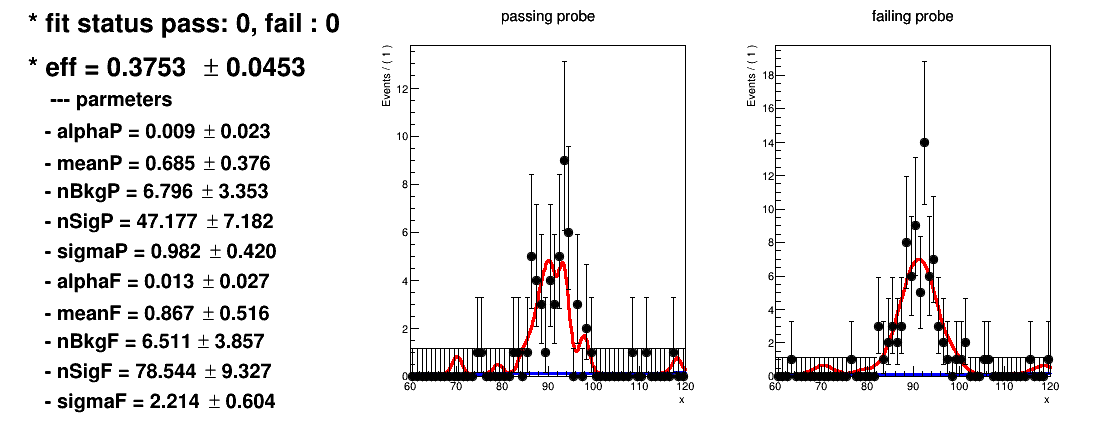 * fit status pass: 0, fail : 0
* eff = 0.3753 ± 0.0453
--- parmeters
- alphaP = 0.009 ± 0.023
- meanP = 0.685 ± 0.376
- nBkgP = 6.796 ± 3.353
- nSigP = 47.177 ± 7.182
- sigmaP = 0.982 ± 0.420
- alphaF = 0.013 ± 0.027
- meanF = 0.867 ± 0.516
- nBkgF = 6.511 ± 3.857
- nSigF = 78.544 ± 9.327
- sigmaF = 2.214 ± 0.604
passing probe
Events / ( 1 )
12
10
8
6
4
2
0
60 70 80 90 100 110 120
x
failing probe
Events / ( 1 )
18
16
14
12
10
8
6
4
2
0
60 70 80 90 100 110 120
x